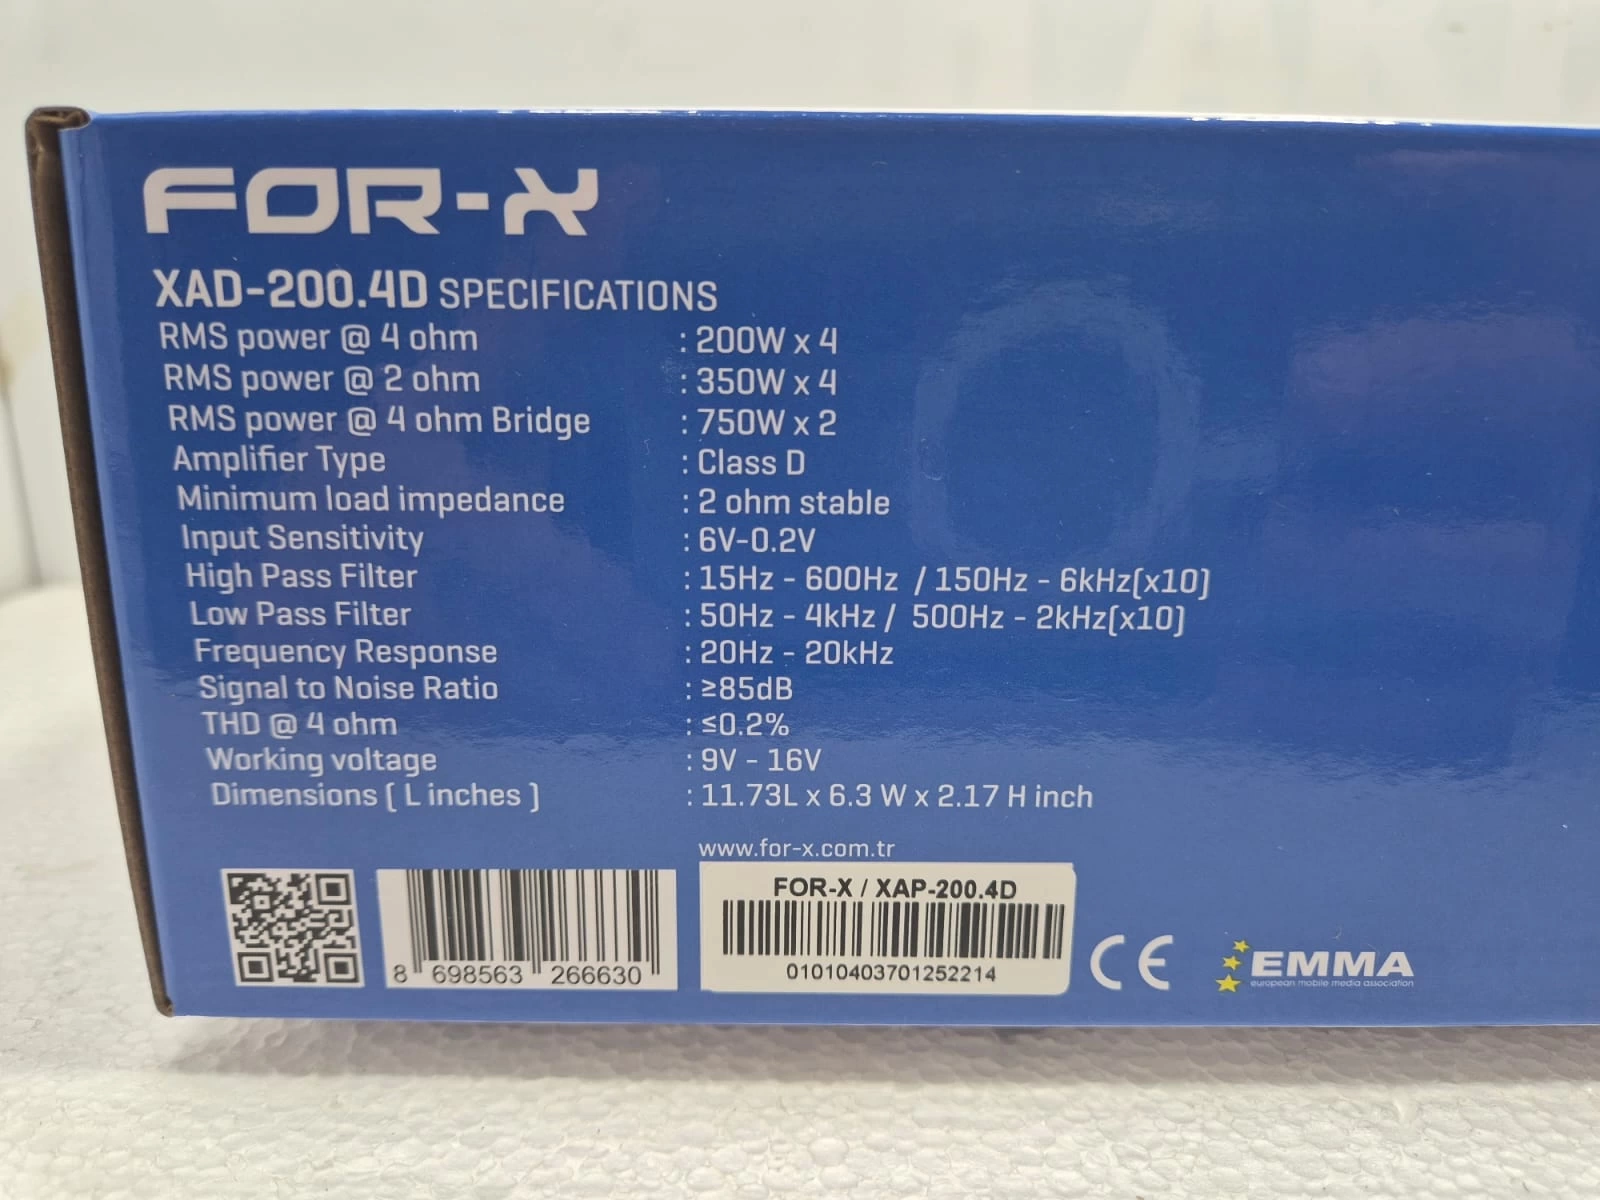 FOR-X
XAD-200.4D SPECIFICATIONS
RMS power @ 4 ohm : 200W x 4
RMS power @ 2 ohm : 350W x 4
RMS power @ 4 ohm Bridge : 750W x 2
Amplifier Type : Class D
Minimum load impedance : 2 ohm stable
Input Sensitivity : 6V-0.2V
High Pass Filter : 15Hz - 600Hz / 150Hz - 6kHz(x10)
Low Pass Filter : 50Hz - 4kHz / 500Hz - 2kHz(x10)
Frequency Response : 20Hz - 20kHz
Signal to Noise Ratio : ≥85dB
THD @ 4 ohm : ≤0.2%
Working voltage : 9V - 16V
Dimensions ( L inches ) : 11.73L x 6.3 W x 2.17 H inch
www.for-x.com.tr
8 698563 266630
FOR-X / XAP-200.4D
01010403701252214
CE
EMMA
european mobile media association